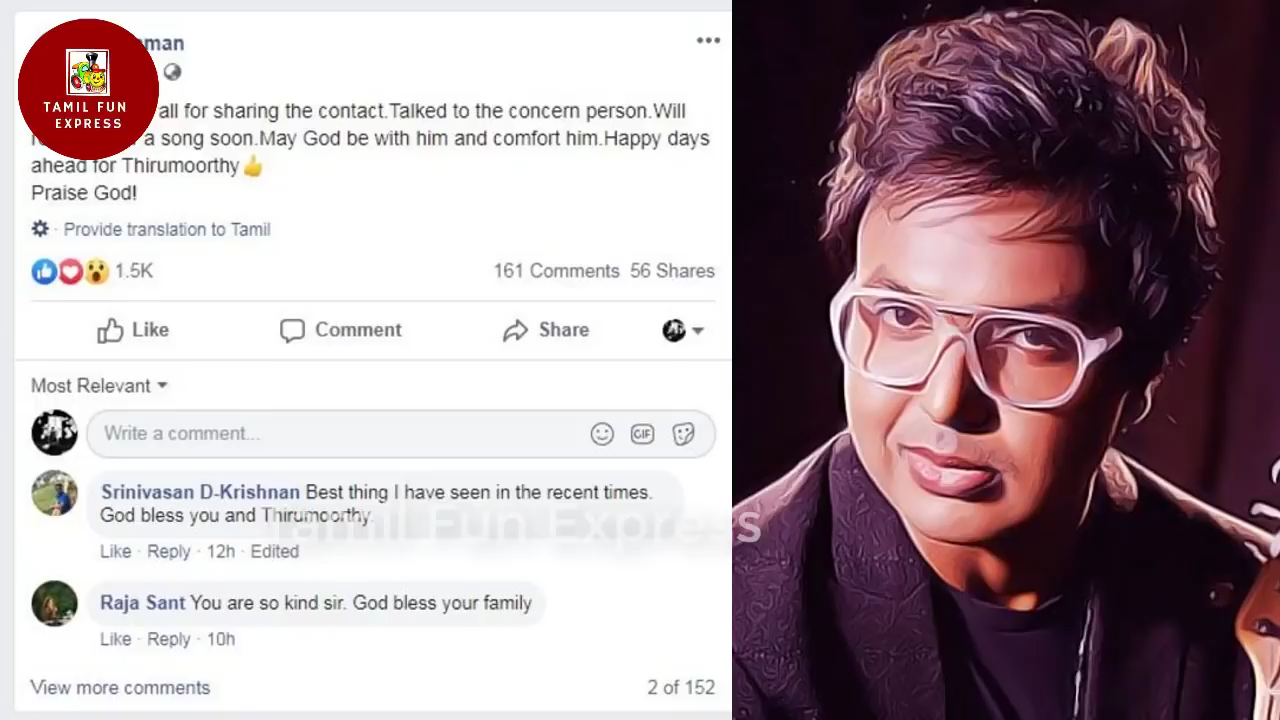 TAMIL FUN
EXPRESS
man
all for sharing the contact.Talked to the concern person.Will
a song soon.May God be with him and comfort him.Happy days
ahead for Thirumoorthy👍
Praise God!
· Provide translation to Tamil
1.5K 161 Comments 56 Shares
Like Comment Share
Most Relevant
Write a comment... GIF
Srinivasan D-Krishnan Best thing I have seen in the recent times.
God bless you and Thirumoorthy.
Like · Reply · 12h · Edited
Tamil Fun Express
Raja Sant You are so kind sir. God bless your family
Like · Reply · 10h
View more comments 2 of 152